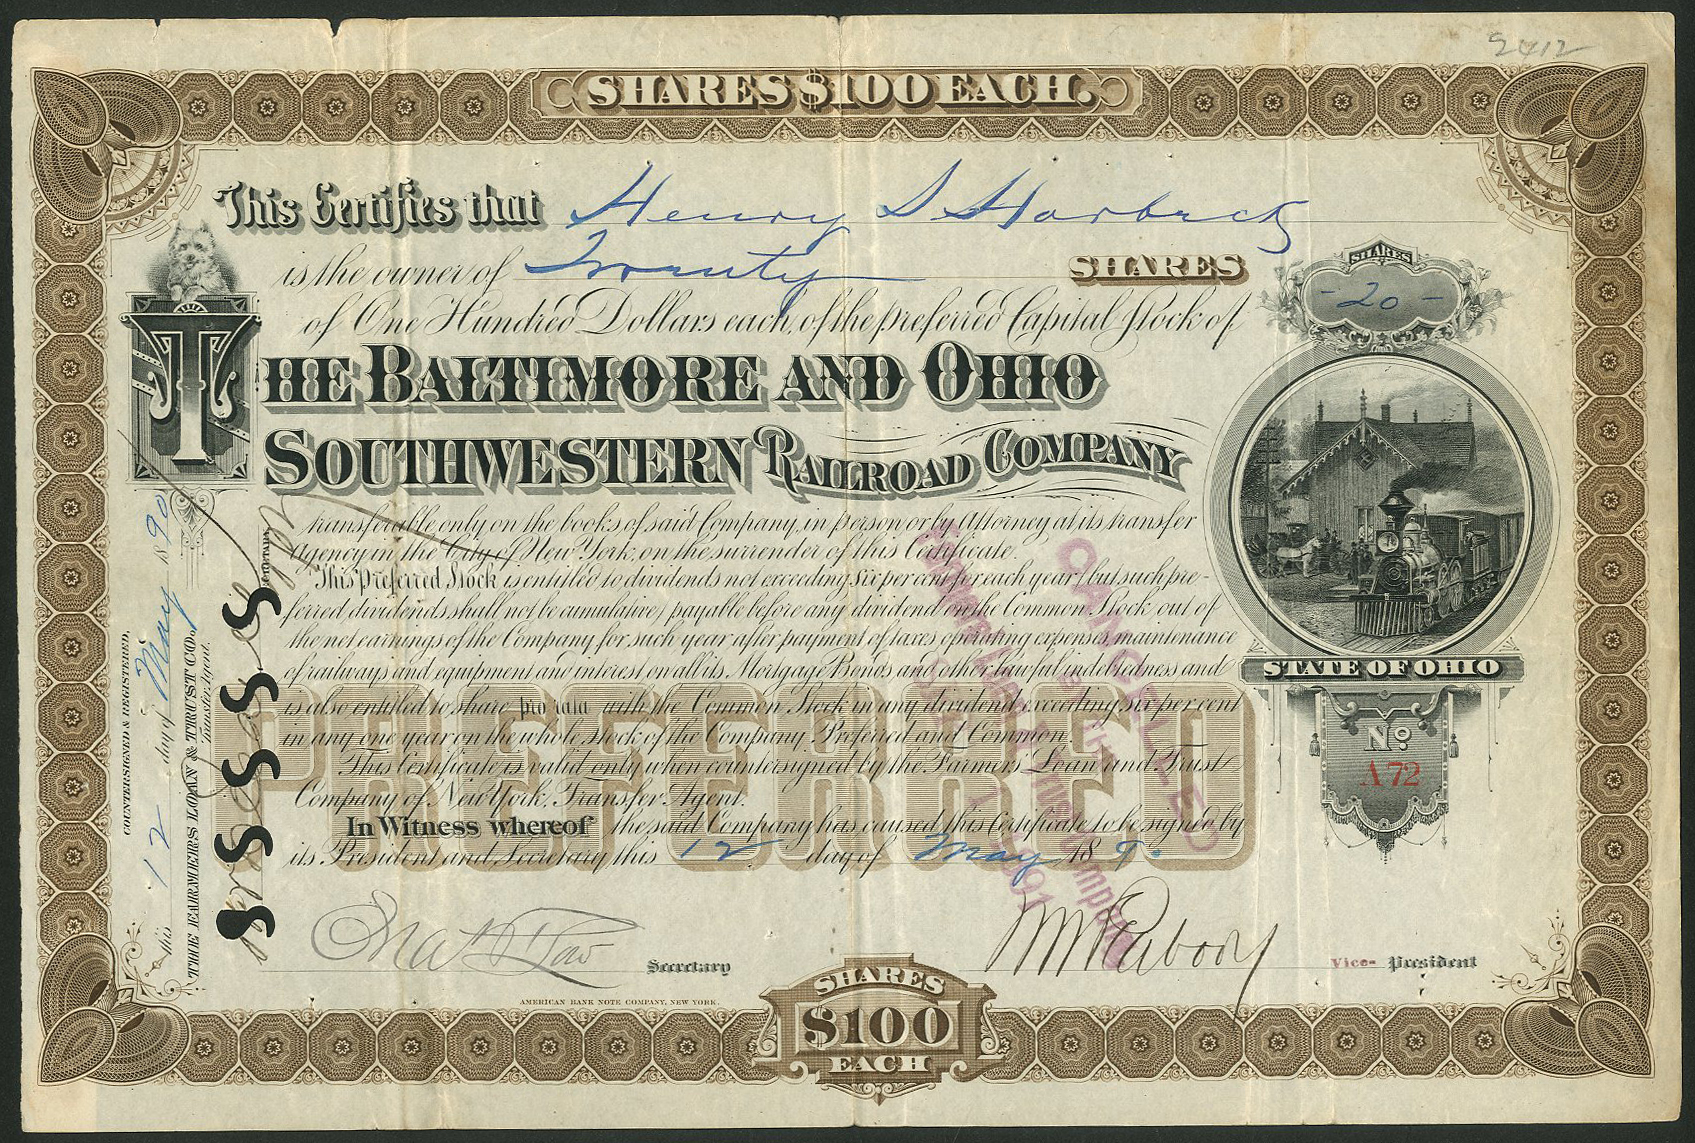 2412
SHARES $100 EACH.
This Certifies that Henry S Harbeck
is the owner of Twenty SHARES
SHARES
- 20 -
of One Hundred Dollars each, of the preferred Capital Stock of
THE BALTIMORE AND OHIO
SOUTHWESTERN RAILROAD COMPANY
transferable only on the books of said Company, in person or by Attorney at its transfer
Agency in the City of New York, on the surrender of this Certificate.
This Preferred Stock is entitled to dividends not exceeding six per cent for each year, (but such pre-
ferred dividends shall not be cumulative) payable before any dividend on the Common Stock out of
the net earnings of the Company for such year after payment of taxes operating expenses, maintenance
of railways and equipment and interest on all its Mortgage Bonds and other lawful indebtedness and
is also entitled to share pro rata with the Common Stock in any dividend exceeding six per cent
in any one year on the whole stock of the Company Preferred and Common.
This Certificate is valid only when countersigned by the Farmers Loan and Trust
Company of New York, Transfer Agent.
In Witness whereof the said Company has caused this Certificate to be signed by
its President and Secretary this 12 day of May 18 9.
PREFERRED
STATE OF OHIO
No
A 72
Secretary
Vice- President
AMERICAN BANK NOTE COMPANY, NEW YORK.
SHARES
$100
EACH
COUNTERSIGNED & REGISTERED,
this 12 day of May 1890
THE FARMERS LOAN & TRUST CO.
Transfer Agent.
Secretary
CANCELLED
Farmers Loan & Trust Company
1891